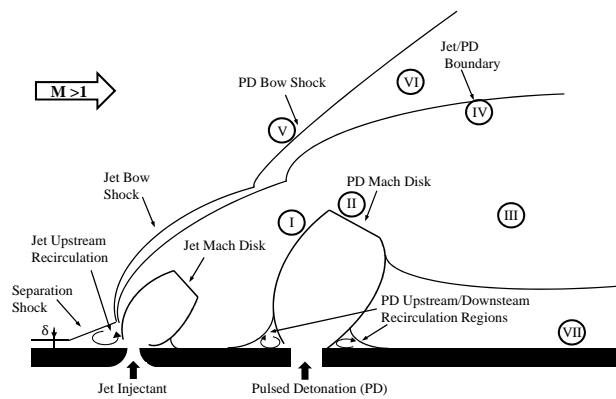 Jet/PD
Boundary
VI
PD Bow Shock
M >1
IV
V
Jet Bow
Shock
PD Mach Disk
II
III
I
Jet Upstream
Recirculation
Jet Mach Disk
Separation
Shock
PD Upstream/Downsteam
Recirculation Regions
δ
VII
Jet Injectant
Pulsed Detonation (PD)